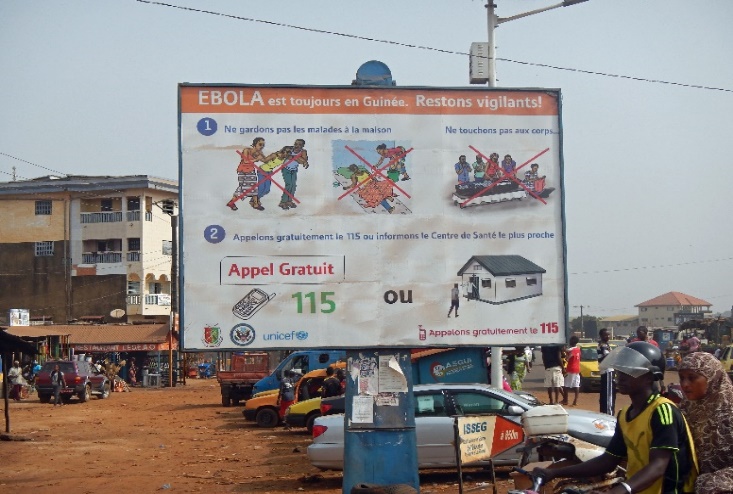 EBOLA est toujours en Guinée. Restons vigilants!
1 Ne gardons pas les malades à la maison
Ne touchons pas aux corps
2 Appelons gratuitement le 115 ou informons le Centre de Santé le plus proche
Appel Gratuit
115
ou
unicef
Appelons gratuitement le 115
ISSEG
à 050m